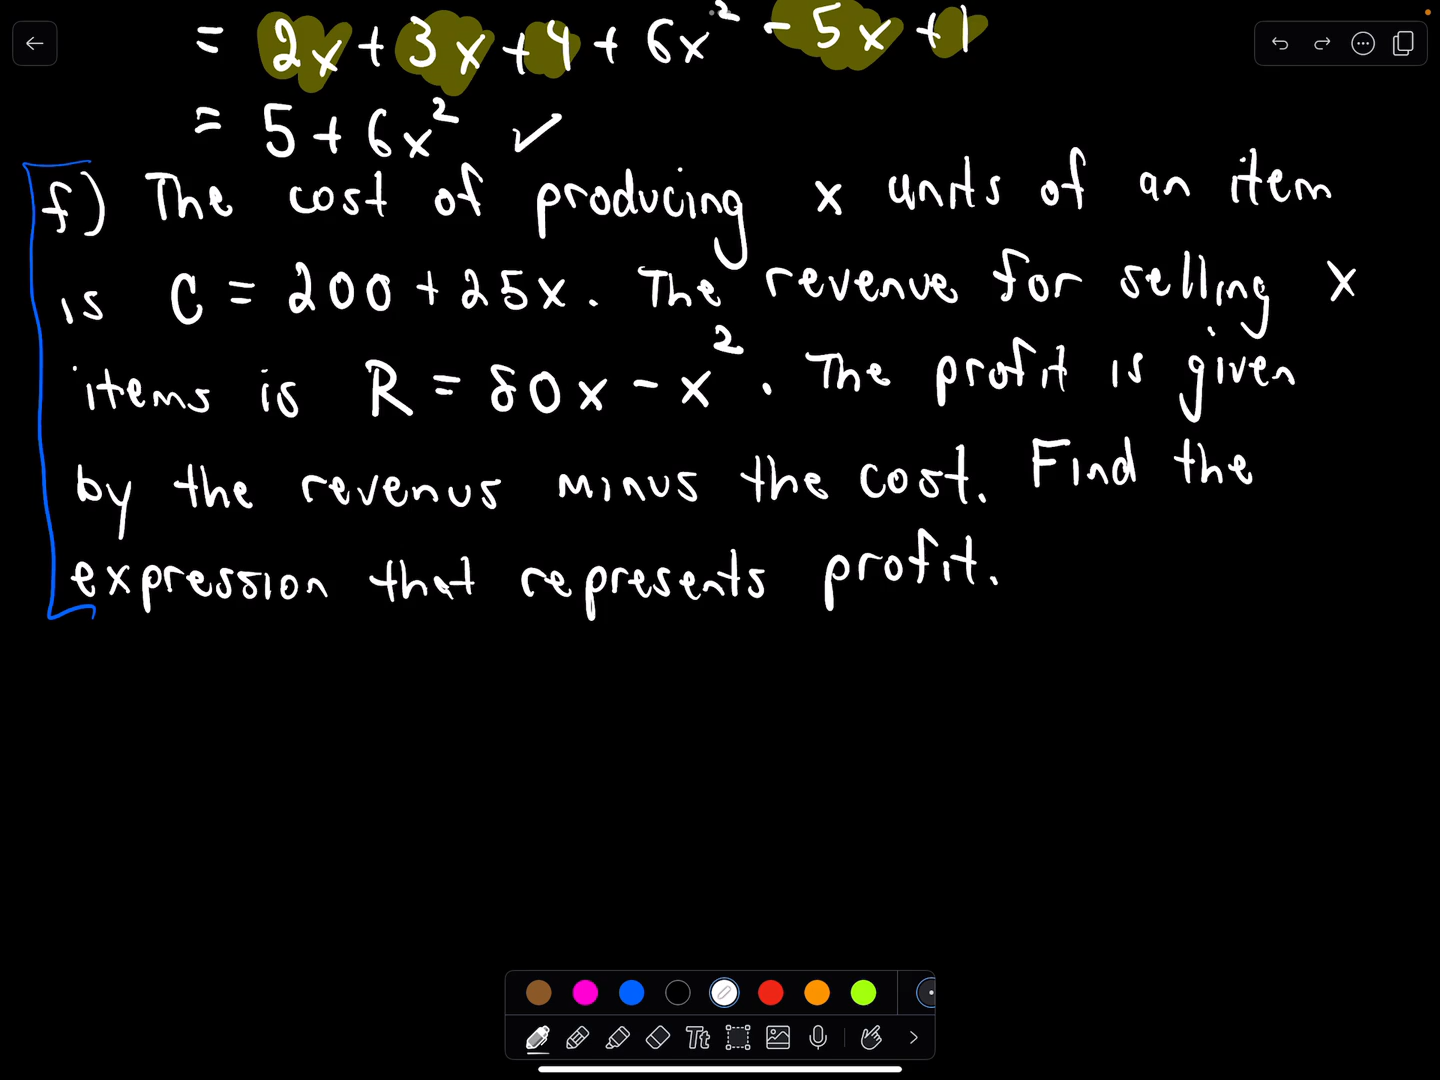 = 2x + 3x + 4 + 6x² - 5x + 1
= 5 + 6x² ✓
f) The cost of producing x units of an item
is C = 200 + 25x. The revenue for selling x
items is R = 80x - x². The profit is given
by the revenus minus the cost. Find the
expression that represents profit.
Tt